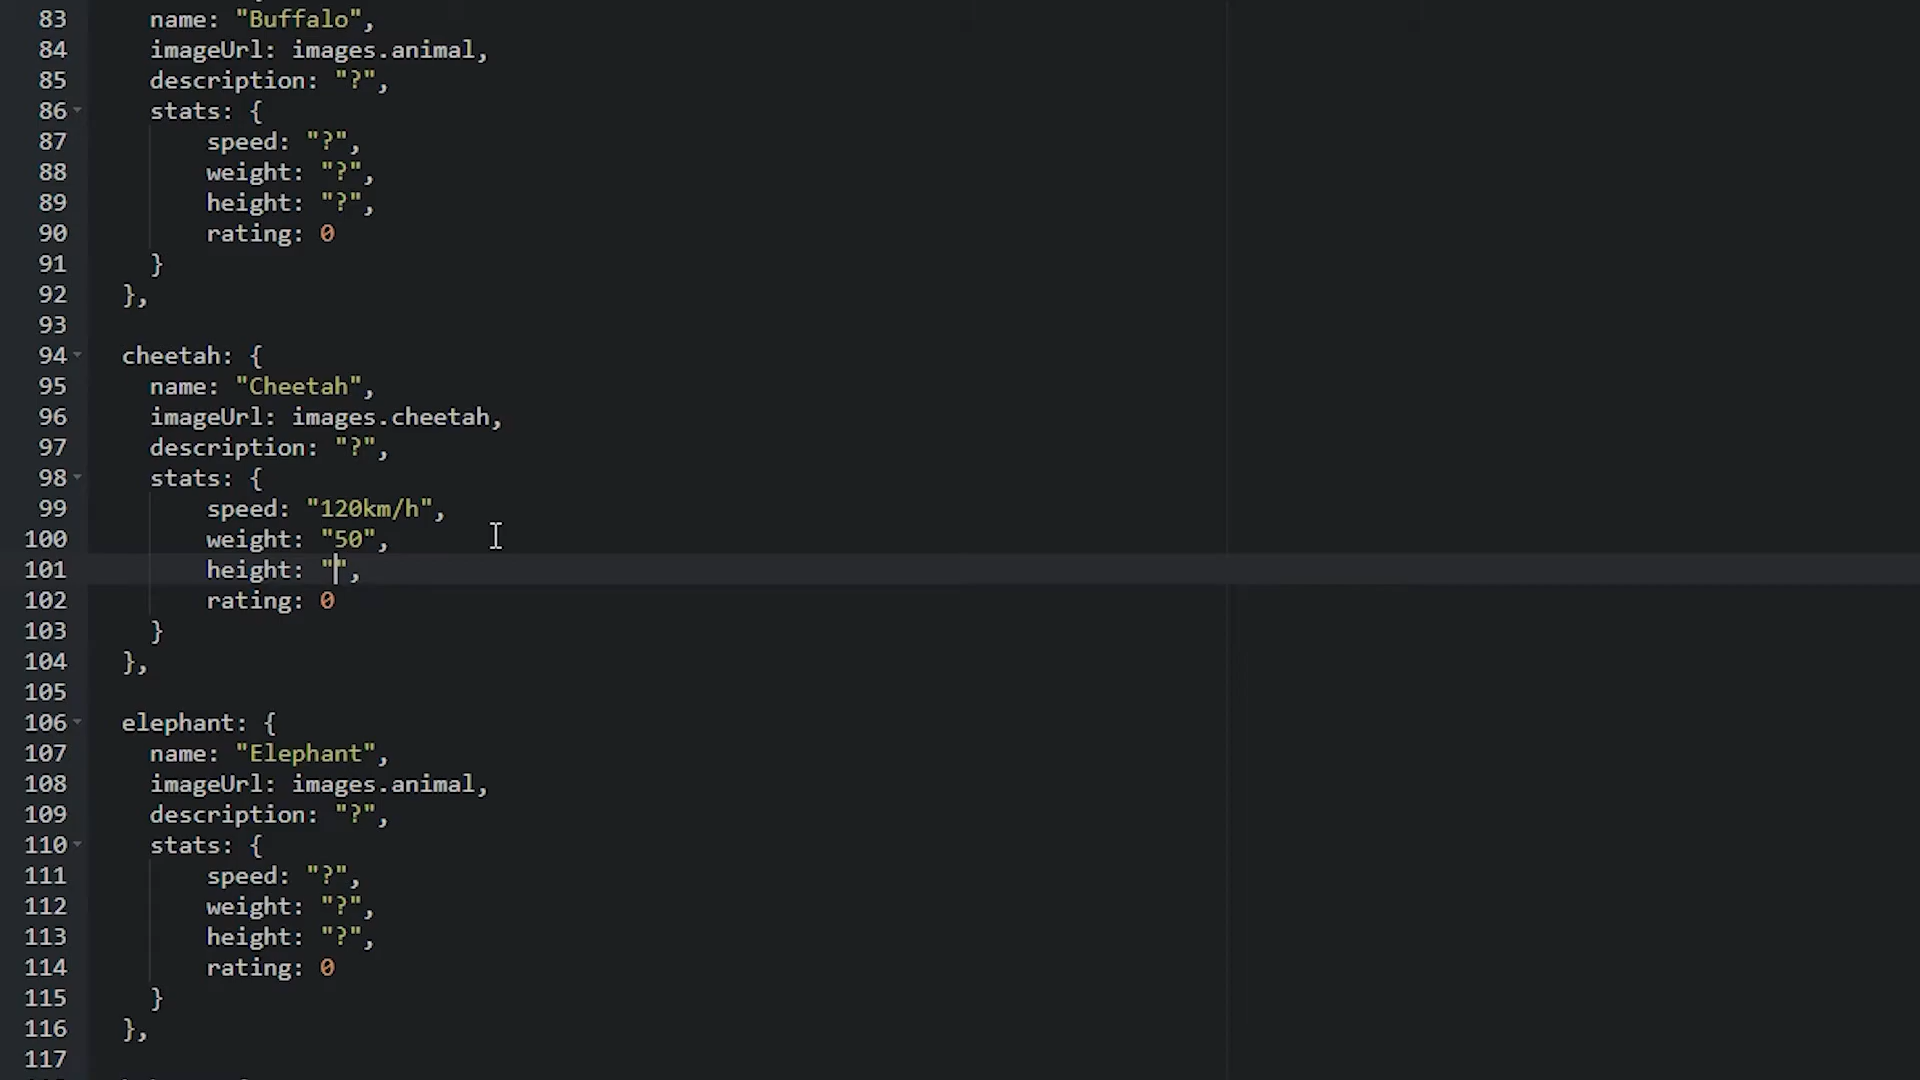 83 name: "Buffalo",
84 imageUrl: images.animal,
85 description: "?",
86 stats: {
87 speed: "?",
88 weight: "?",
89 height: "?",
90 rating: 0
91 }
92 },
93
94 cheetah: {
95 name: "Cheetah",
96 imageUrl: images.cheetah,
97 description: "?",
98 stats: {
99 speed: "120km/h",
100 weight: "50",
101 height: "",
102 rating: 0
103 }
104 },
105
106 elephant: {
107 name: "Elephant",
108 imageUrl: images.animal,
109 description: "?",
110 stats: {
111 speed: "?",
112 weight: "?",
113 height: "?",
114 rating: 0
115 }
116 },
117